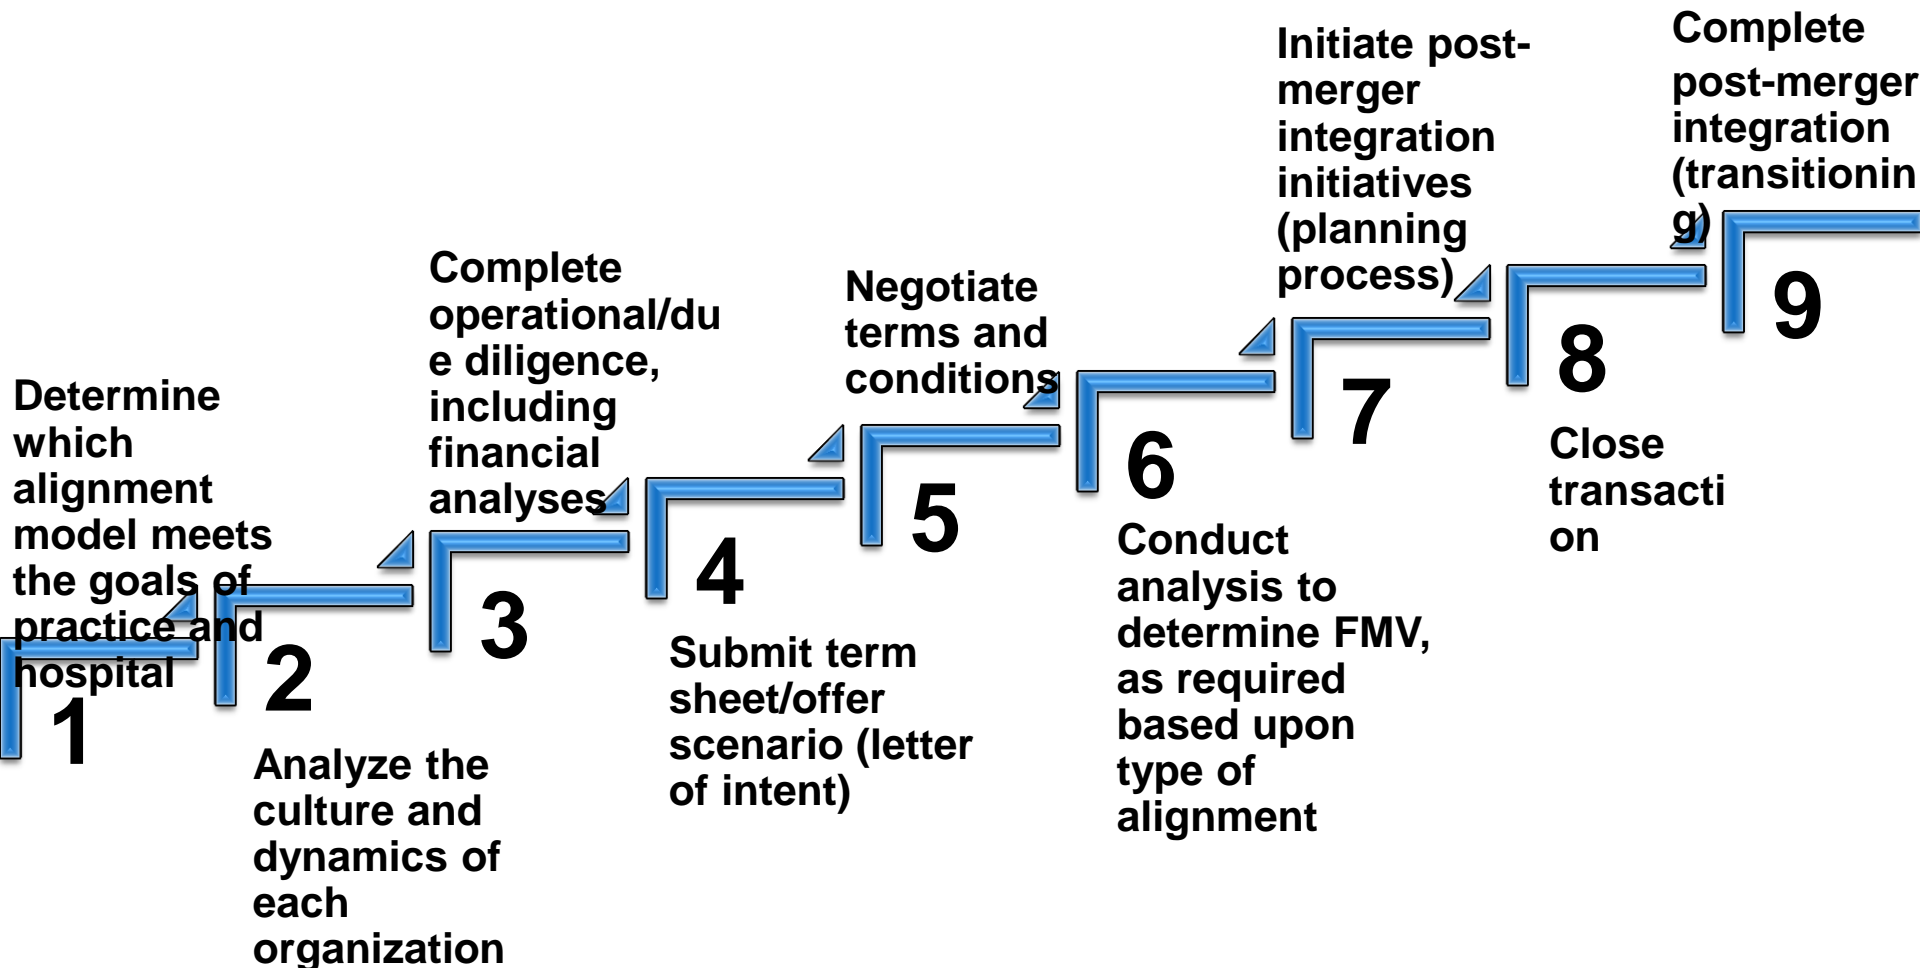 Determine
which
alignment
model meets
the goals of
practice and
hospital
1
2
Analyze the
culture and
dynamics of
each
organization
Complete
operational/du
e diligence,
including
financial
analyses
3
4
Submit term
sheet/offer
scenario (letter
of intent)
Negotiate
terms and
conditions
5
6
Conduct
analysis to
determine FMV,
as required
based upon
type of
alignment
Initiate post-
merger
integration
initiatives
(planning
process)
7
8
Close
transacti
on
Complete
post-merger
integration
(transitionin
g)
9